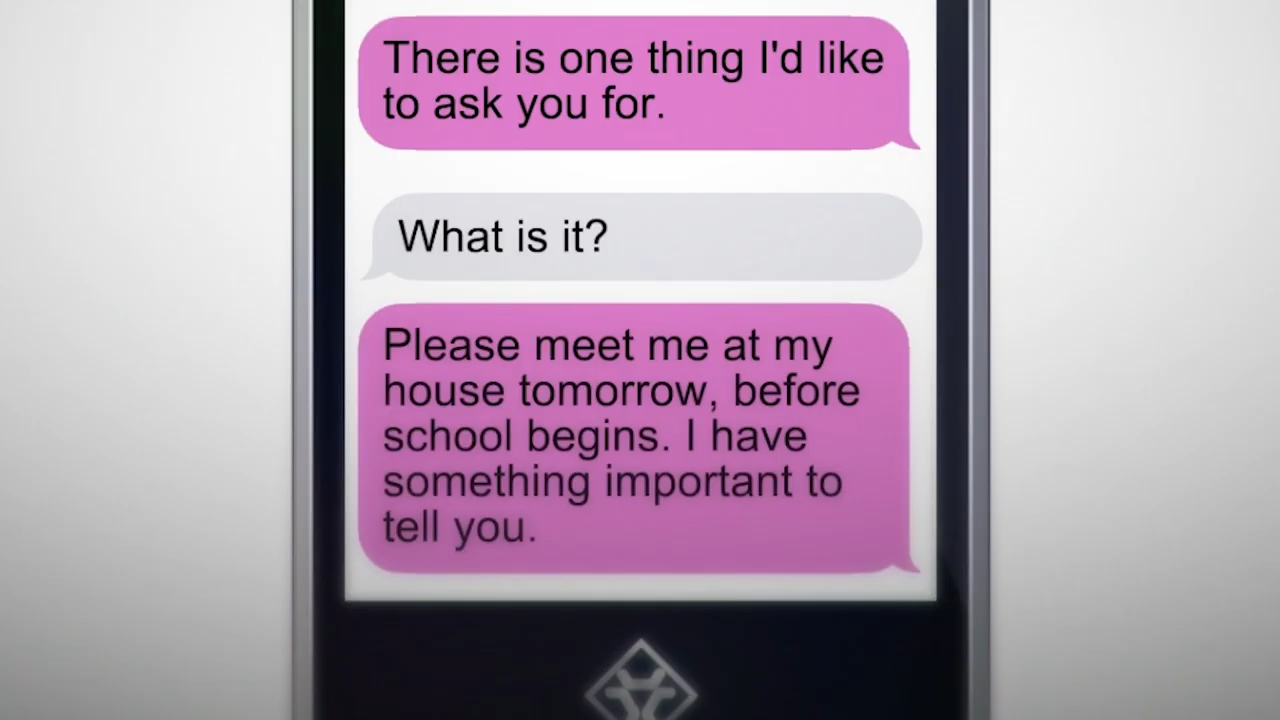 There is one thing I'd like
to ask you for.
What is it?
Please meet me at my
house tomorrow, before
school begins. I have
something important to
tell you.